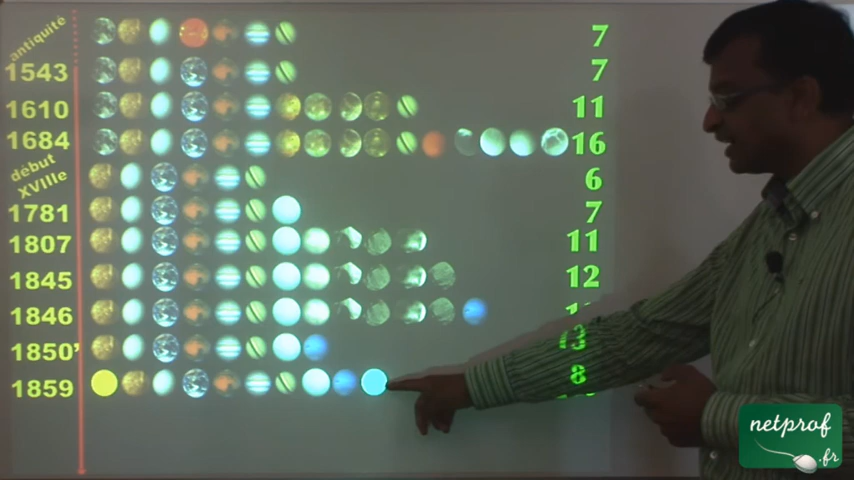 antiquité 7
1543 7
1610 11
1684 16
début
XVIIIe 6
1781 7
1807 11
1845 12
1846
1850' 13
1859 8
netprof
.fr